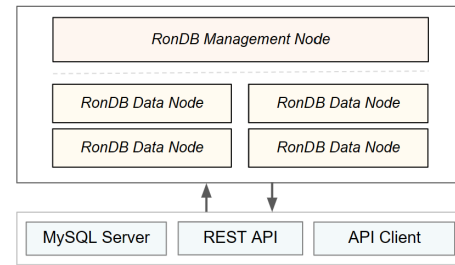 RonDB Management Node
RonDB Data Node RonDB Data Node
RonDB Data Node RonDB Data Node
MySQL Server REST API API Client